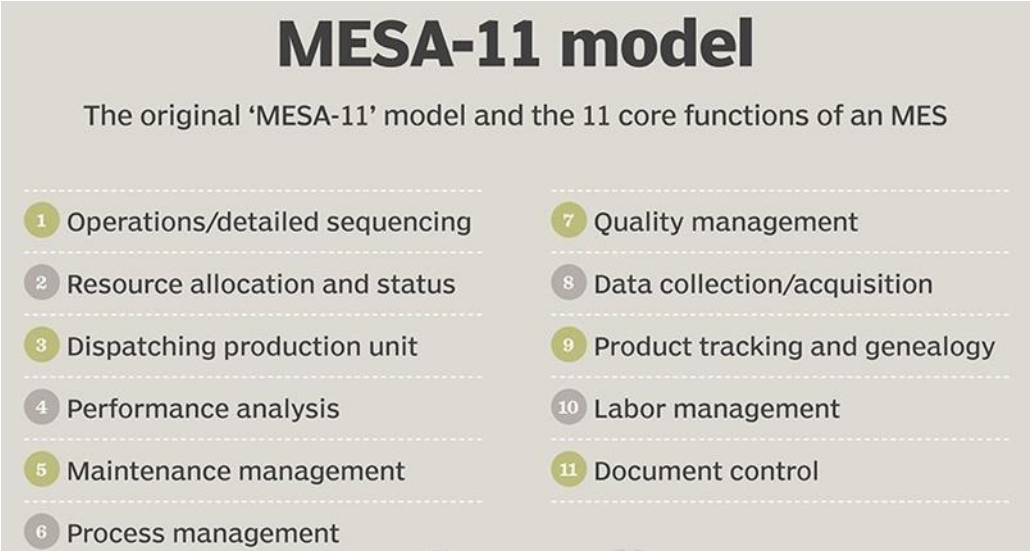 MESA-11 model
The original ‘MESA-11’ model and the 11 core functions of an MES
1 Operations/detailed sequencing
2 Resource allocation and status
3 Dispatching production unit
4 Performance analysis
5 Maintenance management
6 Process management
7 Quality management
8 Data collection/acquisition
9 Product tracking and genealogy
10 Labor management
11 Document control